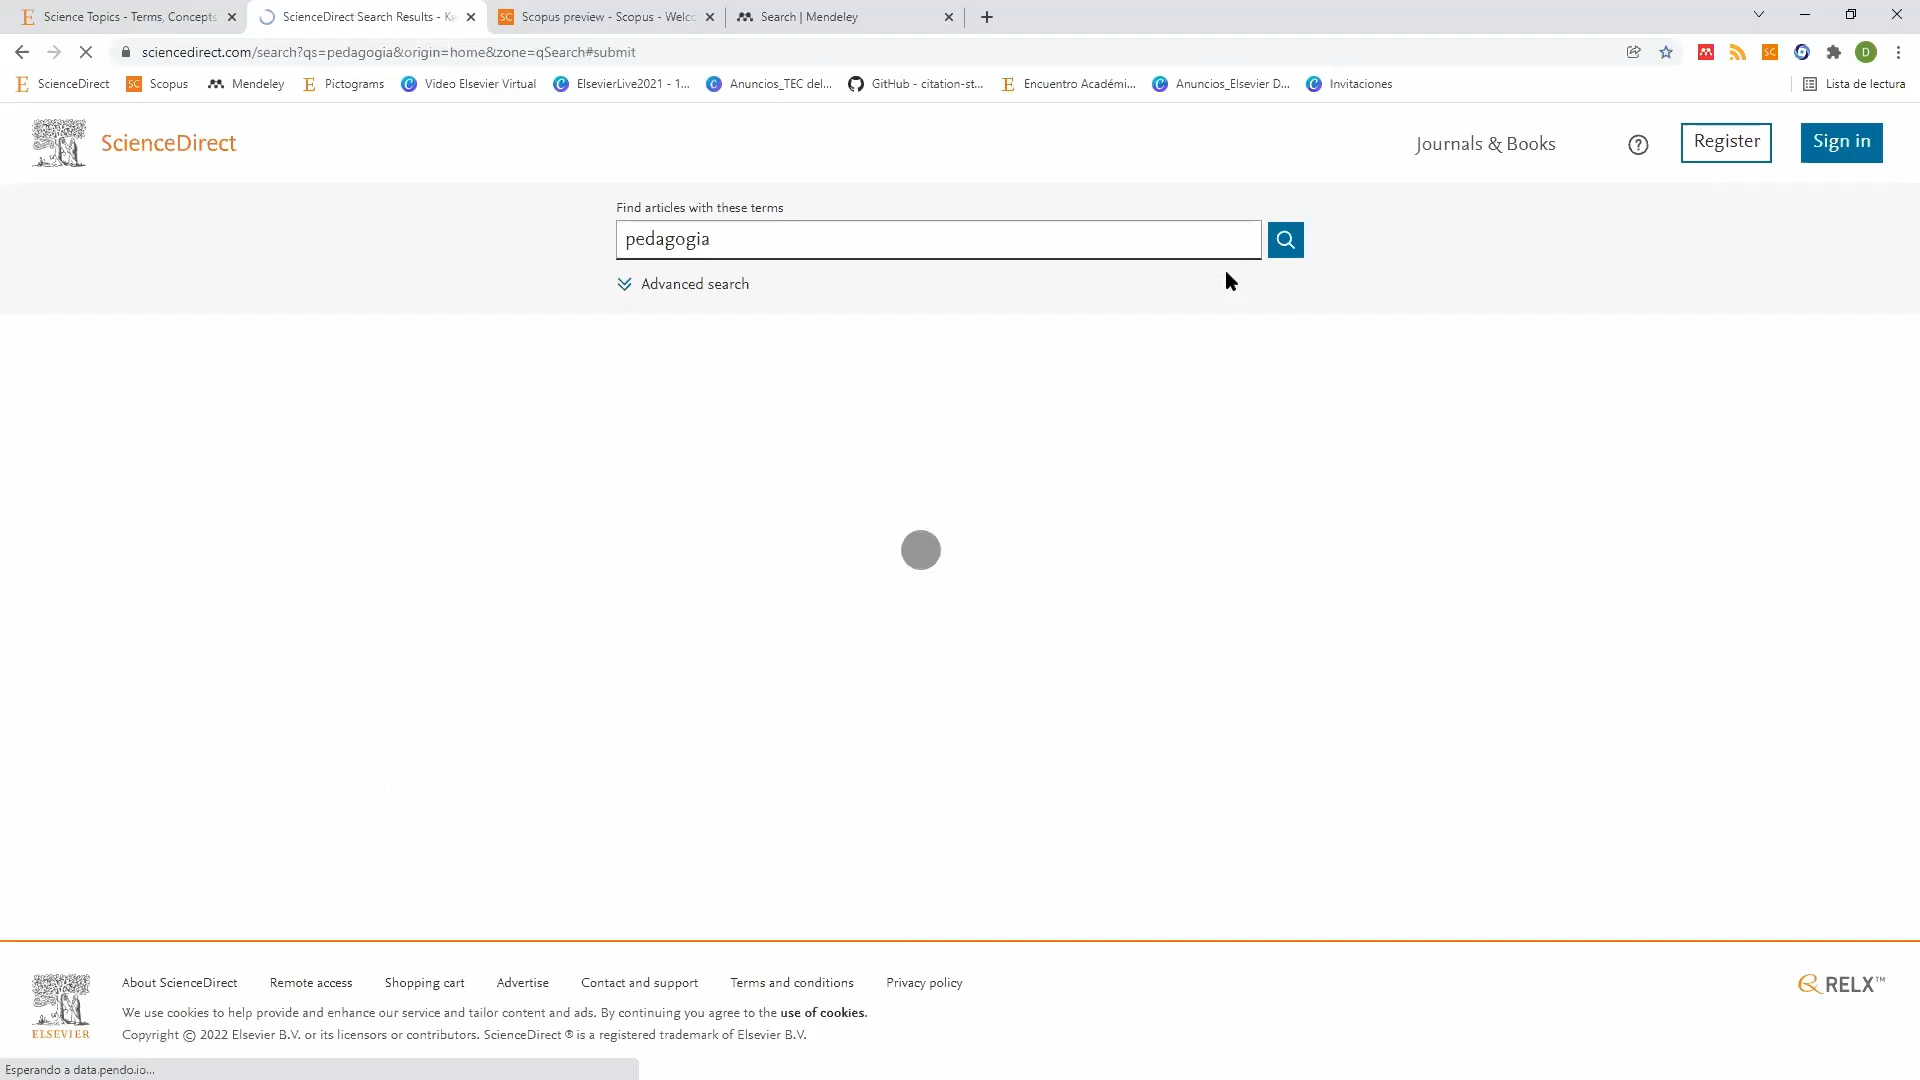 Science Topics - Terms, Concepts
ScienceDirect Search Results - Ke
Scopus preview - Scopus - Welco
Search | Mendeley
sciencedirect.com/search?qs=pedagogia&origin=home&zone=qSearch#submit
D
ScienceDirect
SC Scopus
Mendeley
Pictograms
Video Elsevier Virtual
ElsevierLive2021 - 1...
Anuncios_TEC del...
GitHub - citation-st...
Encuentro Académi...
Anuncios_Elsevier D...
Invitaciones
Lista de lectura
ScienceDirect
Journals & Books
Register
Sign in
Find articles with these terms
pedagogia
Advanced search
About ScienceDirect
Remote access
Shopping cart
Advertise
Contact and support
Terms and conditions
Privacy policy
RELX™
We use cookies to help provide and enhance our service and tailor content and ads. By continuing you agree to the use of cookies.
Copyright © 2022 Elsevier B.V. or its licensors or contributors. ScienceDirect ® is a registered trademark of Elsevier B.V.
ELSEVIER
Esperando a data.pendo.io...